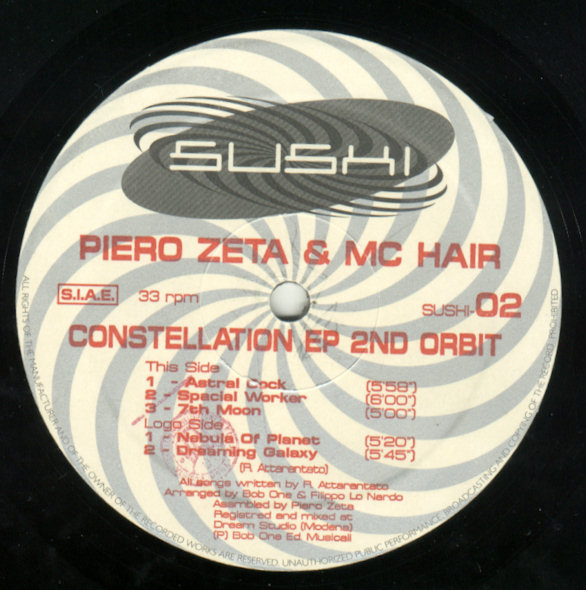 SUSHI
PIERO ZETA & MC HAIR
S.I.A.E. 33 rpm SUSHI-02
CONSTELLATION EP 2ND ORBIT
This Side
1 - Astral Cock (5'59")
2 - Spacial Worker (6'00")
3 - 7th Moon (5'00")
Logo Side
1 - Nebula Of Planet (5'20")
2 - Dreaming Galaxy (5'45")
(R. Attarantato)
All songs written by R. Attarantato
Arranged by Bob One & Filippo Lo Nardo
Asembled by Piero Zeta
Registred and mixed at
Dream Studio (Modena)
(P) Bob One Ed. Musicali
ALL RIGHTS OF THE MANUFACTURER AND OF THE OWNER OF THE RECORDED WORKS ARE RESERVED. UNAUTHORIZED PUBLIC PERFORMANCE, BROADCASTING AND COPYING OF THE RECORD PROHIBITED